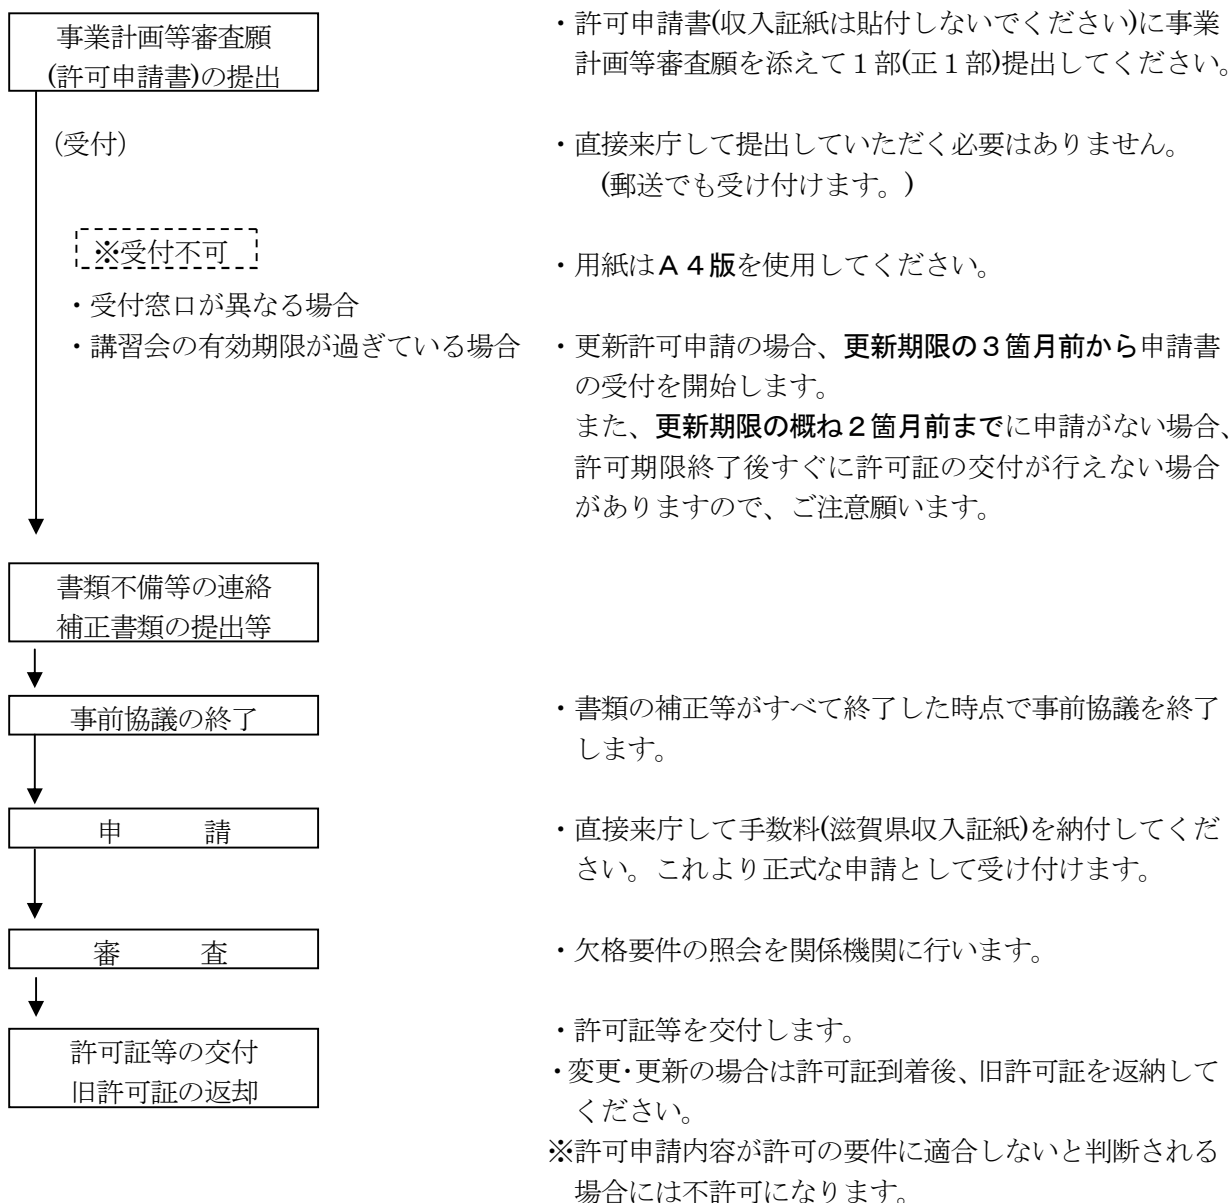 事業計画等審査願
(許可申請書)の提出
・許可申請書(収入証紙は貼付しないでください)に事業
計画等審査願を添えて１部(正１部)提出してください。
(受付)
・直接来庁して提出していただく必要はありません。
(郵送でも受け付けます。)
※受付不可
・受付窓口が異なる場合
・講習会の有効期限が過ぎている場合
・用紙はＡ４版を使用してください。
・更新許可申請の場合、更新期限の３箇月前から申請書
の受付を開始します。
また、更新期限の概ね２箇月前までに申請がない場合、
許可期限終了後すぐに許可証の交付が行えない場合
がありますので、ご注意願います。
書類不備等の連絡
補正書類の提出等
事前協議の終了
・書類の補正等がすべて終了した時点で事前協議を終了
します。
申　　　請
・直接来庁して手数料(滋賀県収入証紙)を納付してくだ
さい。これより正式な申請として受け付けます。
審　　　査
・欠格要件の照会を関係機関に行います。
許可証等の交付
旧許可証の返却
・許可証等を交付します。
・変更・更新の場合は許可証到着後、旧許可証を返納して
ください。
※許可申請内容が許可の要件に適合しないと判断される
場合には不許可になります。